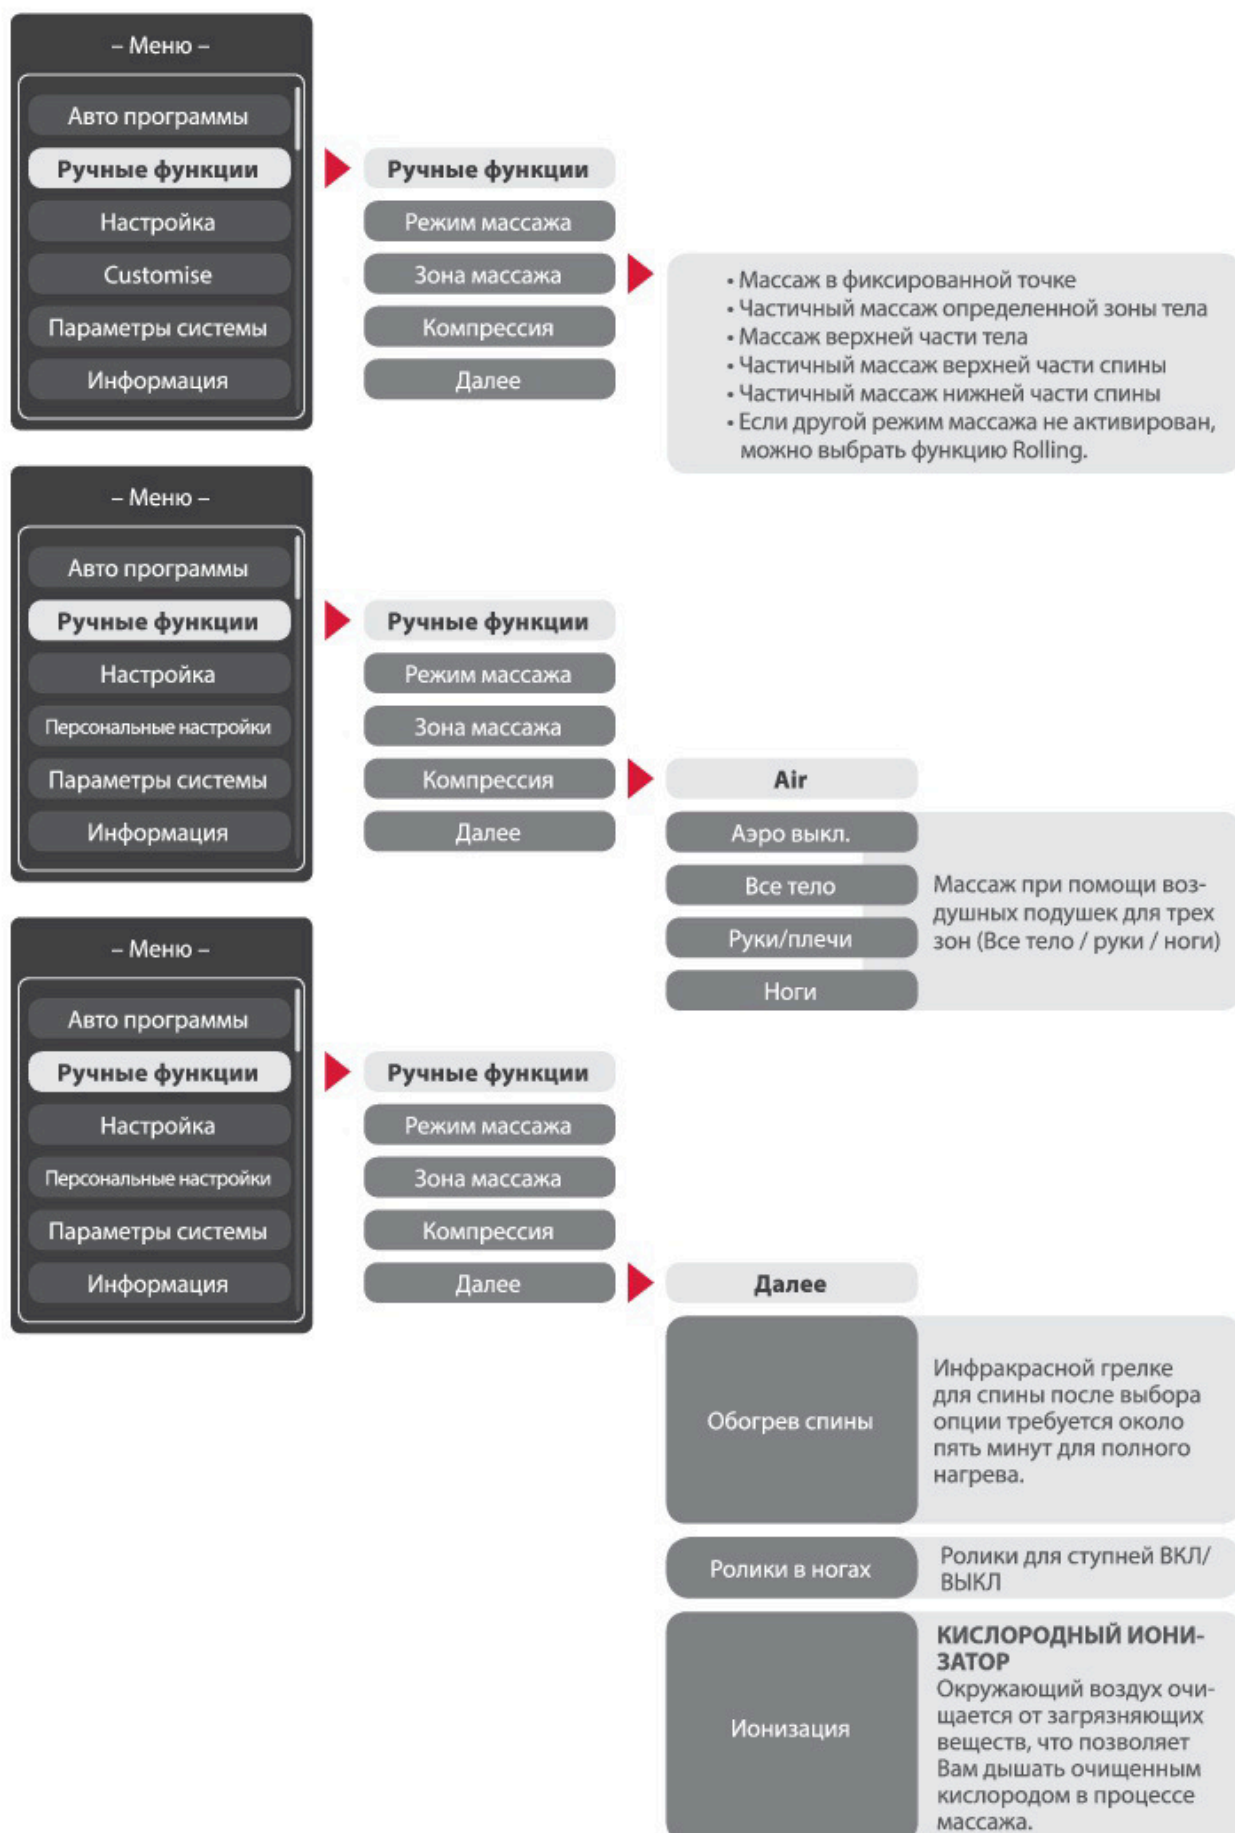 – Меню –
Авто программы
Ручные функции
Настройка
Customise
Параметры системы
Информация
Ручные функции
Режим массажа
Зона массажа
Компрессия
Далее
• Массаж в фиксированной точке
• Частичный массаж определенной зоны тела
• Массаж верхней части тела
• Частичный массаж верхней части спины
• Частичный массаж нижней части спины
• Если другой режим массажа не активирован,
можно выбрать функцию Rolling.
– Меню –
Авто программы
Ручные функции
Настройка
Персональные настройки
Параметры системы
Информация
Ручные функции
Режим массажа
Зона массажа
Компрессия
Далее
Air
Аэро выкл.
Все тело
Руки/плечи
Ноги
Массаж при помощи воз-
душных подушек для трех
зон (Все тело / руки / ноги)
– Меню –
Авто программы
Ручные функции
Настройка
Персональные настройки
Параметры системы
Информация
Ручные функции
Режим массажа
Зона массажа
Компрессия
Далее
Далее
Обогрев спины
Инфракрасной грелке
для спины после выбора
опции требуется около
пять минут для полного
нагрева.
Ролики в ногах
Ролики для ступней ВКЛ/
ВЫКЛ
Ионизация
КИСЛОРОДНЫЙ ИОНИ-
ЗАТОР
Окружающий воздух очи-
щается от загрязняющих
веществ, что позволяет
Вам дышать очищенным
кислородом в процессе
массажа.